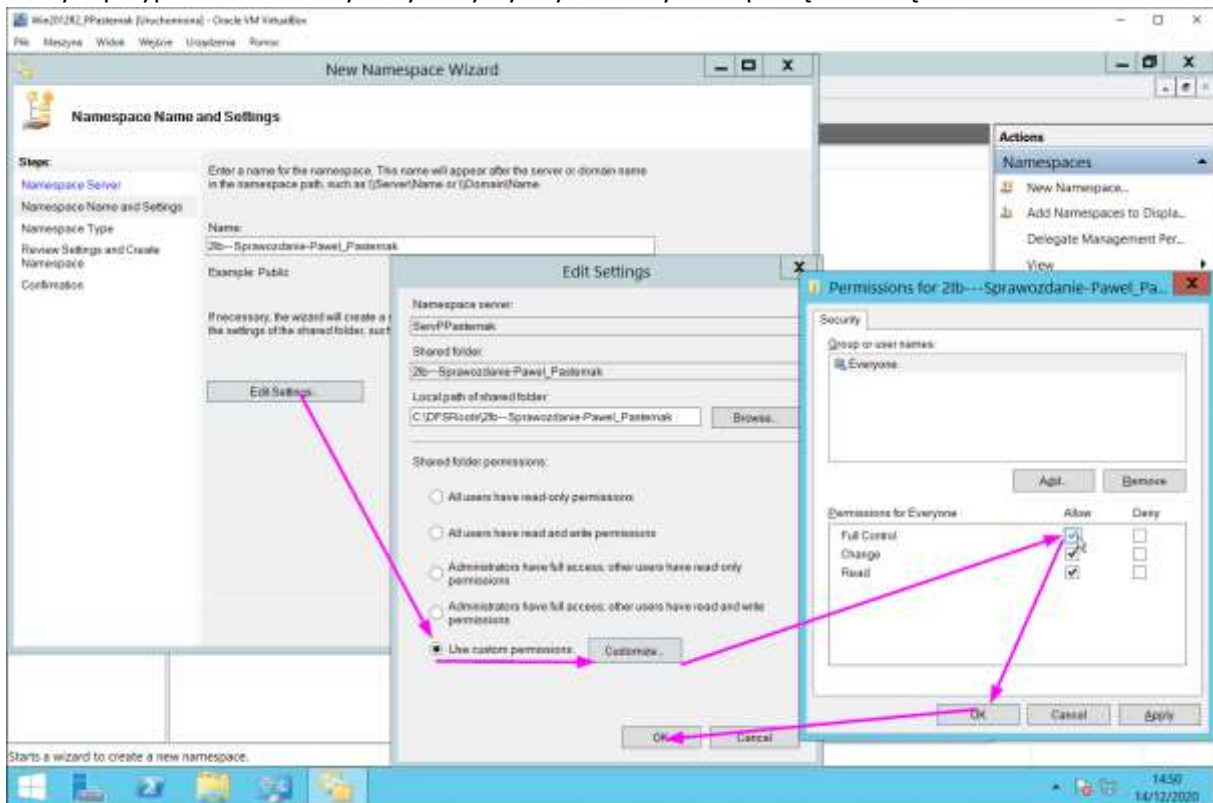 Win2012R2_PPasternak [Uruchomiona] - Oracle VM VirtualBox
Plik Maszyna Widok Wejście Urządzenia Pomoc
New Namespace Wizard
Namespace Name and Settings
Steps:
Namespace Server
Namespace Name and Settings
Namespace Type
Review Settings and Create
Namespace
Confirmation
Enter a name for the namespace. This name will appear after the server or domain name
in the namespace path, such as \\Server\Name or \\Domain\Name.
Name:
2Ib---Sprawozdanie-Pawel_Pasternak
Example: Public
If necessary, the wizard will create a
the settings of the shared folder, such
Edit Settings...
Edit Settings
Namespace server:
ServPPasternak
Shared folder:
2Ib---Sprawozdanie-Pawel_Pasternak
Local path of shared folder:
C:\DFSRoots\2Ib---Sprawozdanie-Pawel_Pasternak
Browse...
Shared folder permissions:
All users have read-only permissions
All users have read and write permissions
Administrators have full access; other users have read-only
permissions
Administrators have full access; other users have read and write
permissions
Use custom permissions: Customize...
OK Cancel
Actions
Namespaces
New Namespace...
Add Namespaces to Displa...
Delegate Management Per...
View
Permissions for 2Ib---Sprawozdanie-Pawel_Pa...
Security
Group or user names:
Everyone
Add... Remove
Permissions for Everyone Allow Deny
Full Control
Change
Read
OK Cancel Apply
Starts a wizard to create a new namespace.
14:50
14/12/2020